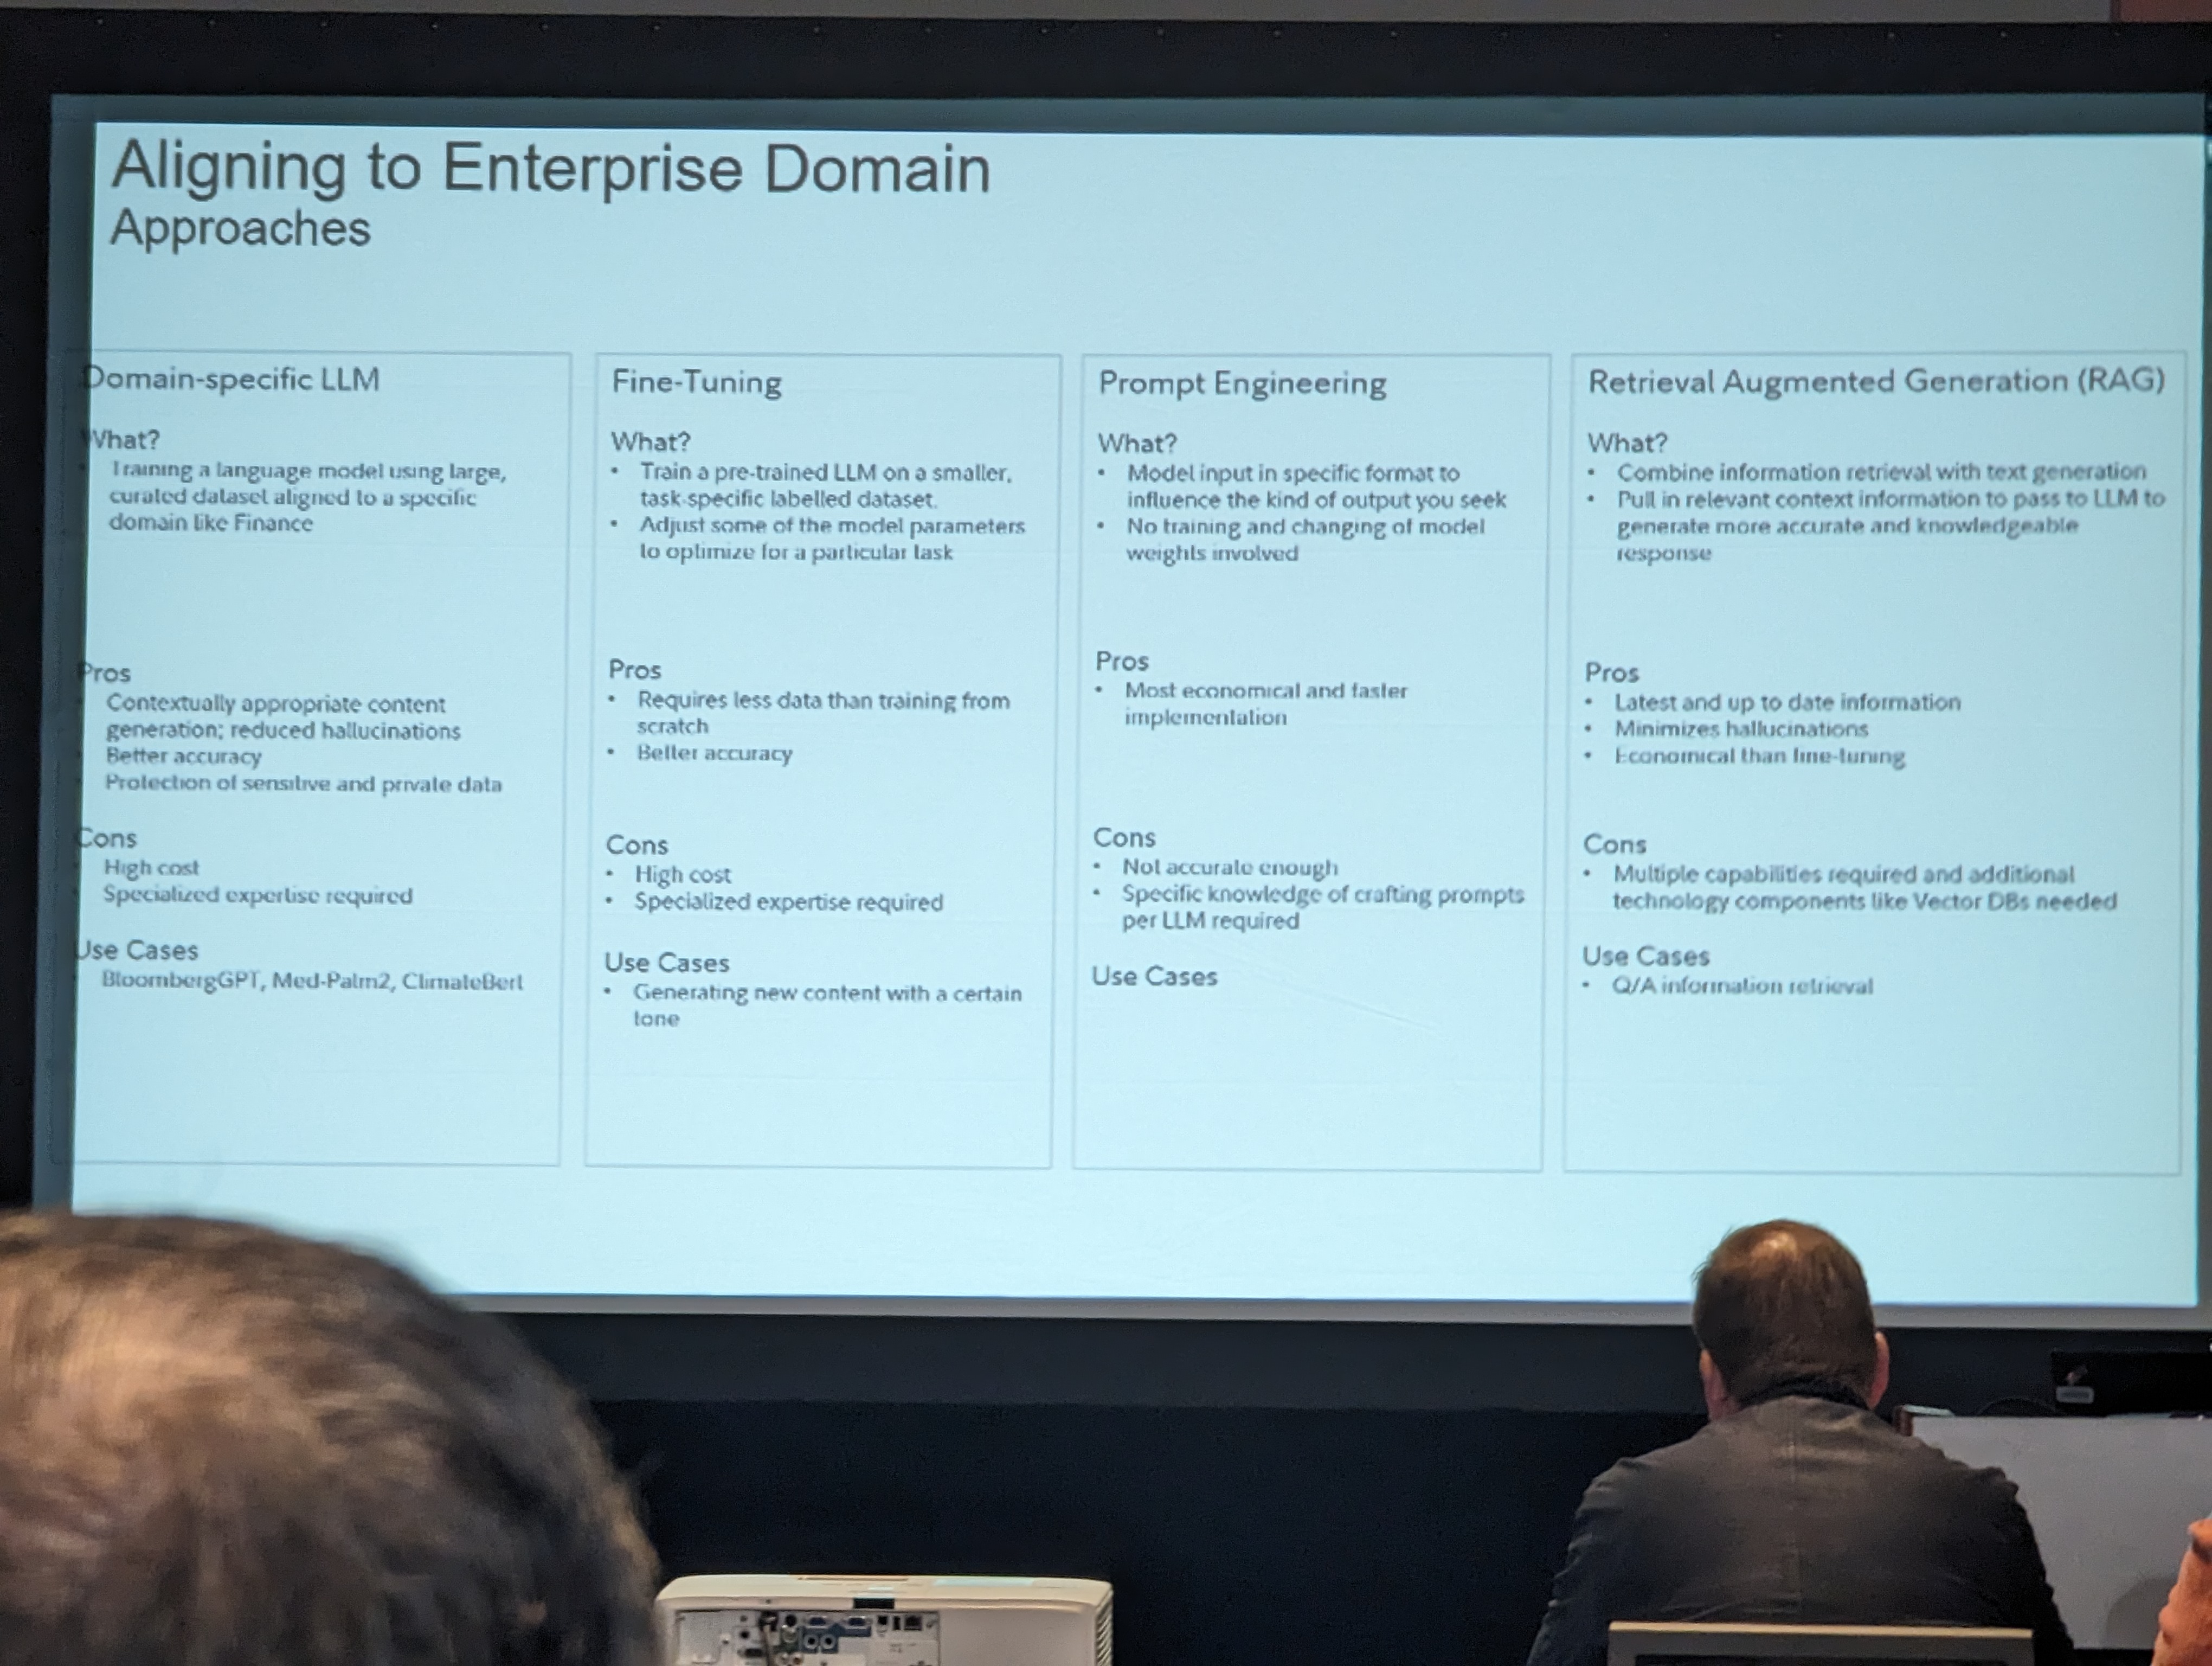 Aligning to Enterprise Domain
Approaches
Domain-specific LLM
What?
Training a language model using large,
curated dataset aligned to a specific
domain like Finance
Pros
Contextually appropriate content
generation; reduced hallucinations
Better accuracy
Protection of sensitive and private data
Cons
High cost
Specialized expertise required
Use Cases
BloombergGPT, Med-Palm2, ClimateBert
Fine-Tuning
What?
• Train a pre-trained LLM on a smaller,
task-specific labelled dataset.
• Adjust some of the model parameters
to optimize for a particular task
Pros
• Requires less data than training from
scratch
• Better accuracy
Cons
• High cost
• Specialized expertise required
Use Cases
• Generating new content with a certain
tone
Prompt Engineering
What?
• Model input in specific format to
influence the kind of output you seek
• No training and changing of model
weights involved
Pros
• Most economical and faster
implementation
Cons
• Not accurate enough
• Specific knowledge of crafting prompts
per LLM required
Use Cases
Retrieval Augmented Generation (RAG)
What?
• Combine information retrieval with text generation
• Pull in relevant context information to pass to LLM to
generate more accurate and knowledgeable
response
Pros
• Latest and up to date information
• Minimizes hallucinations
• Economical than fine-tuning
Cons
• Multiple capabilities required and additional
technology components like Vector DBs needed
Use Cases
• Q/A information retrieval